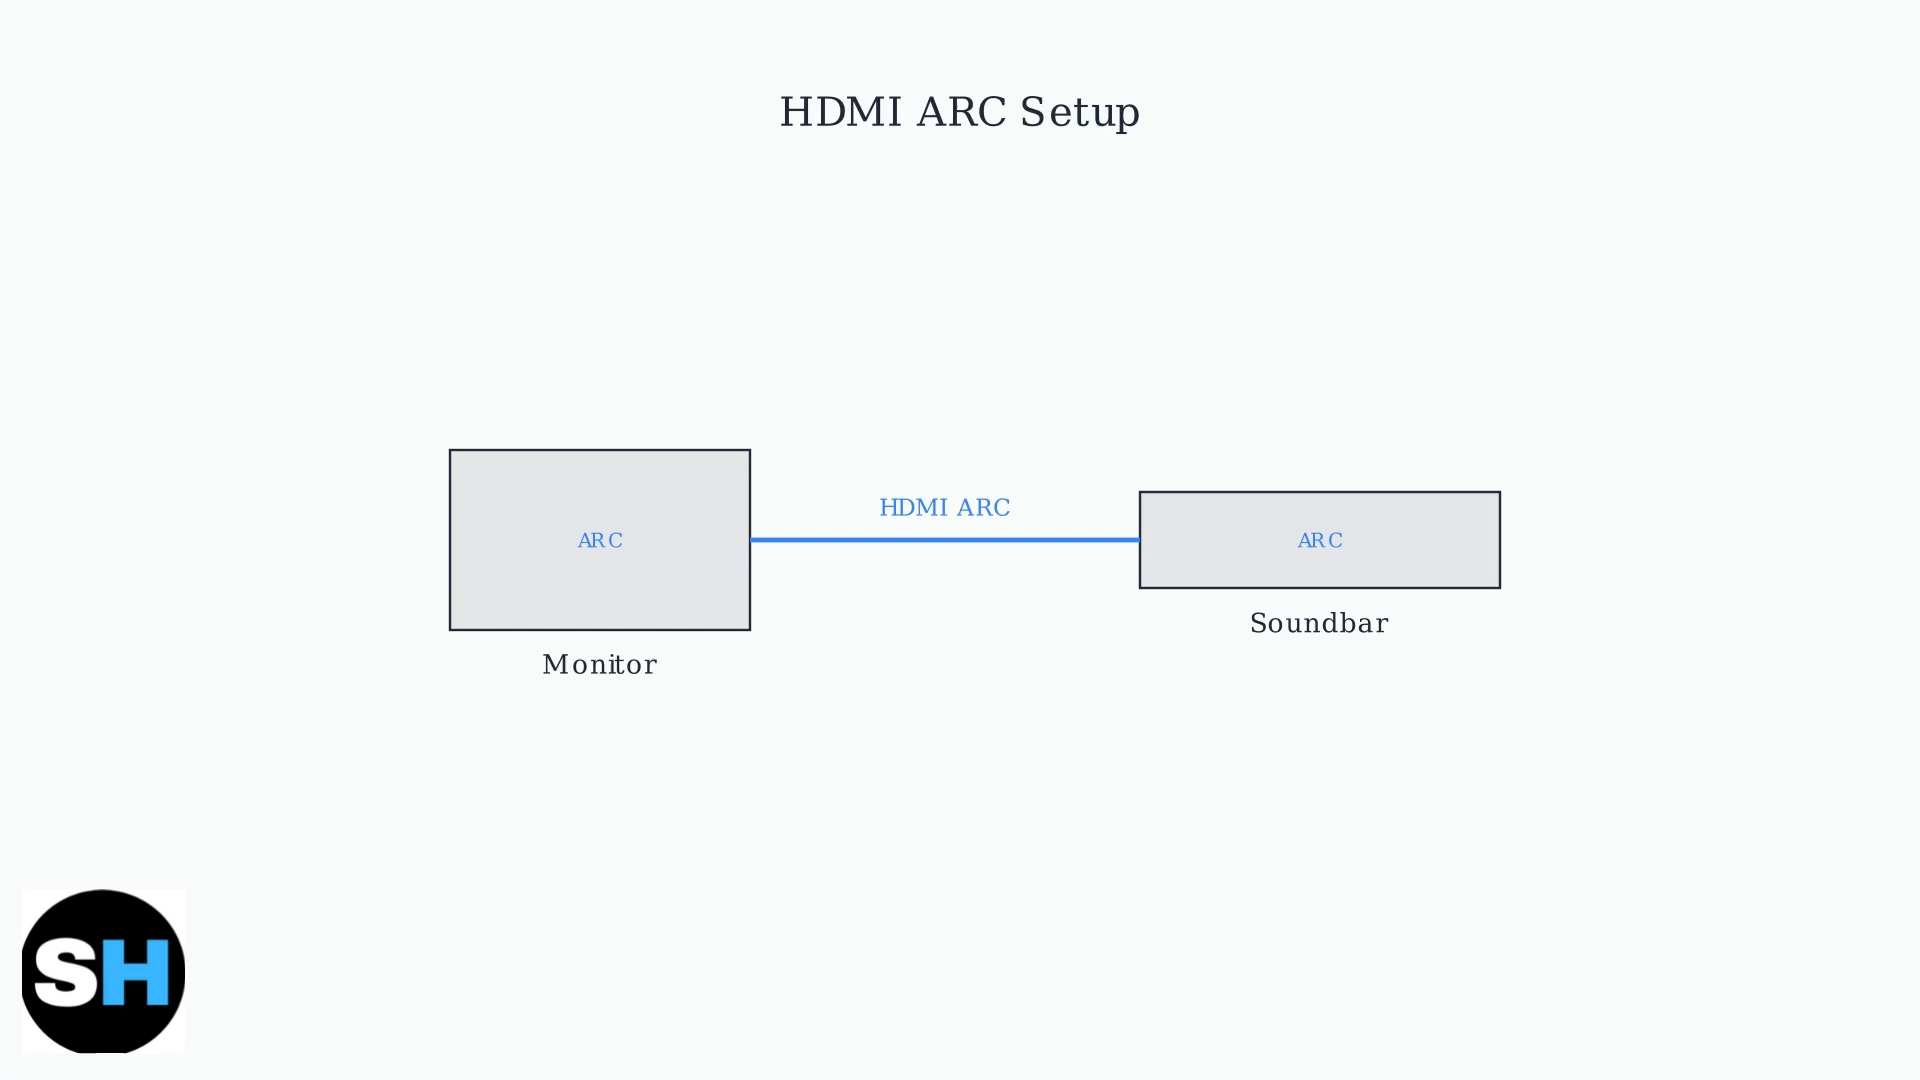 HDMI ARC Setup
HDMI ARC
ARC
ARC
Soundbar
Monitor
SH